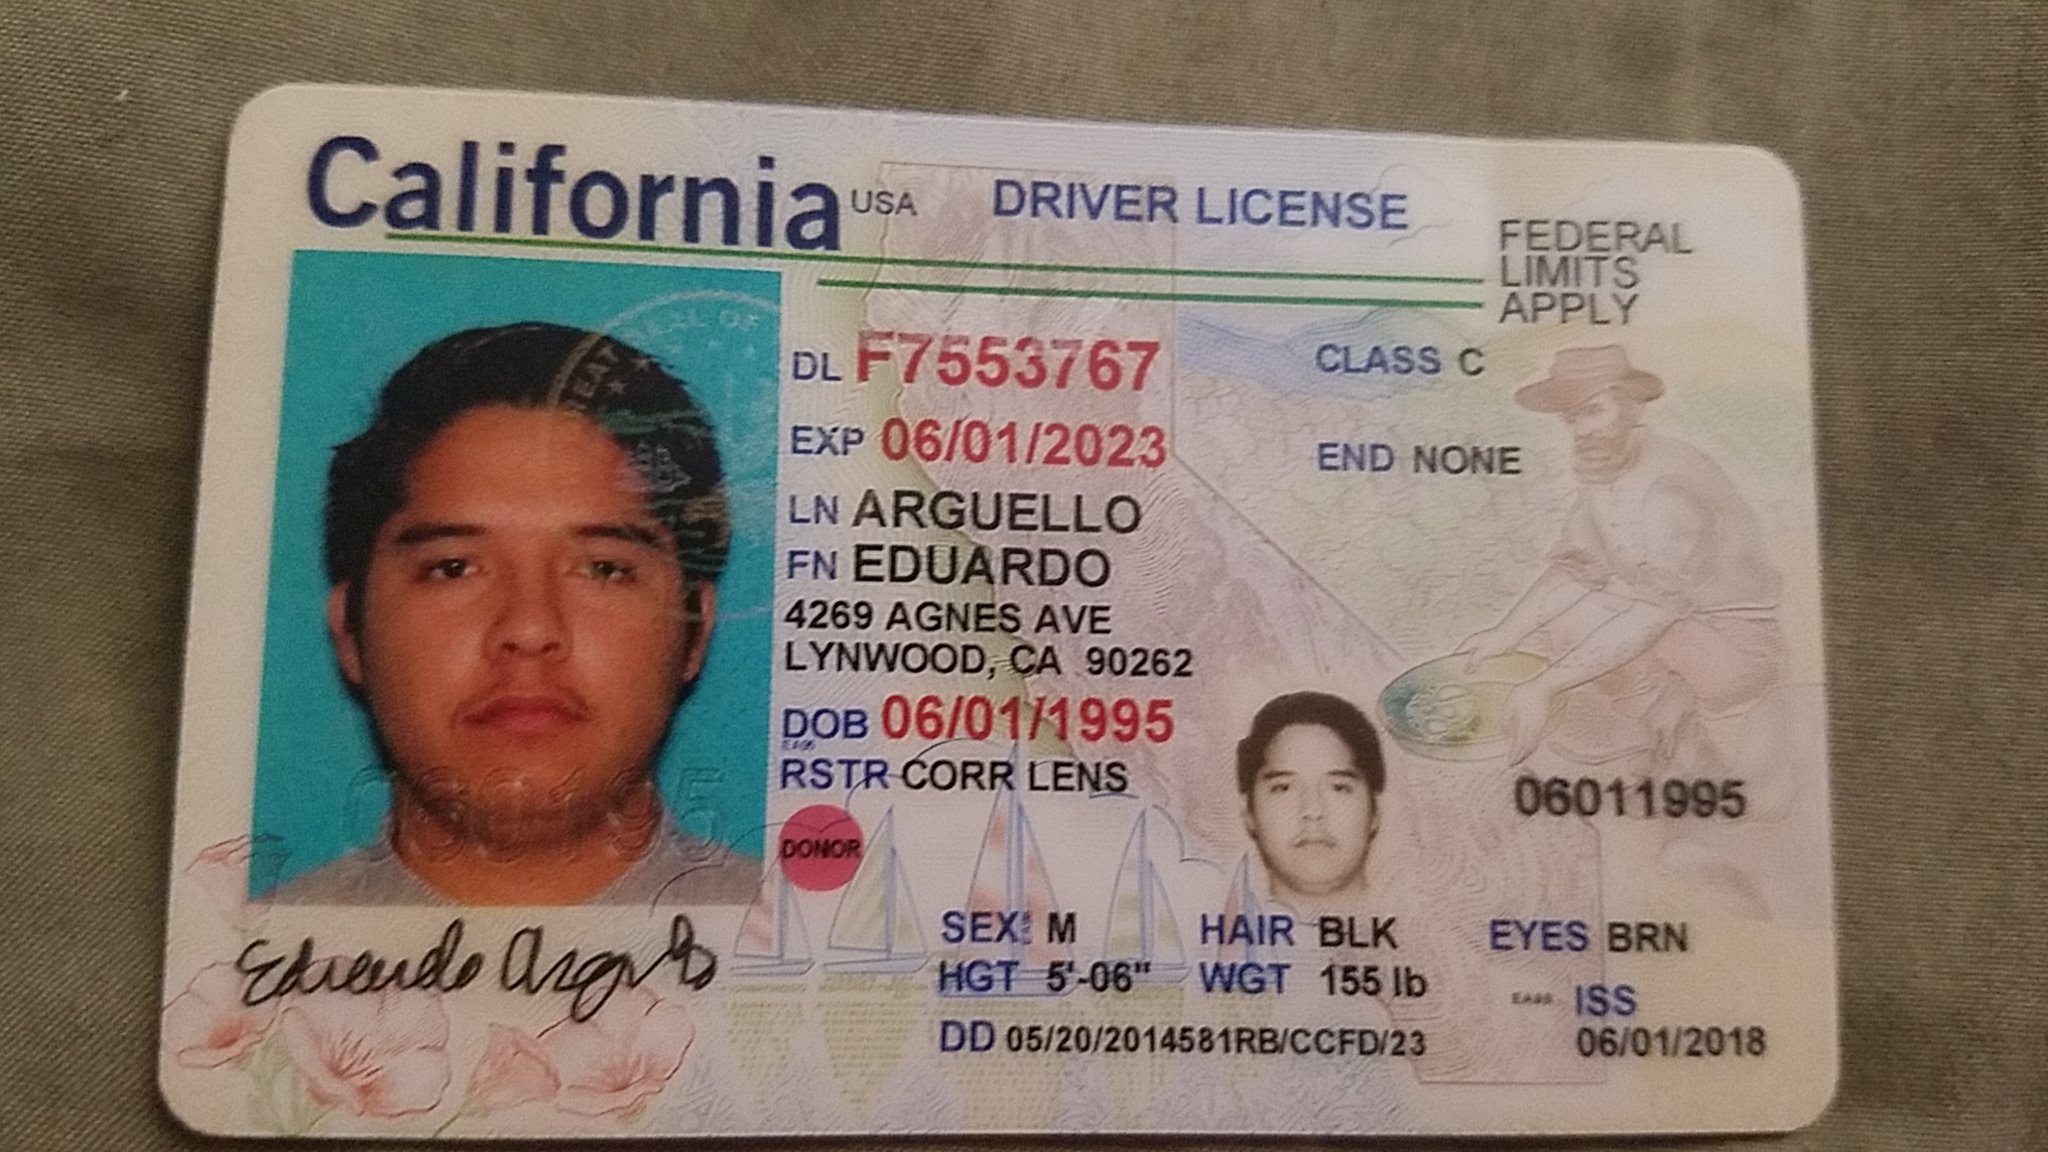 California USA DRIVER LICENSE
FEDERAL
LIMITS
APPLY
DL F7553767
CLASS C
EXP 06/01/2023
END NONE
LN ARGUELLO
FN EDUARDO
4269 AGNES AVE
LYNWOOD, CA 90262
DOB 06/01/1995
RSTR CORR LENS
06011995
DONOR
SEX M HAIR BLK EYES BRN
HGT 5'-06" WGT 155 lb
ISS
DD 05/20/2014581RB/CCFD/23
06/01/2018
Eduardo Arguello
060195